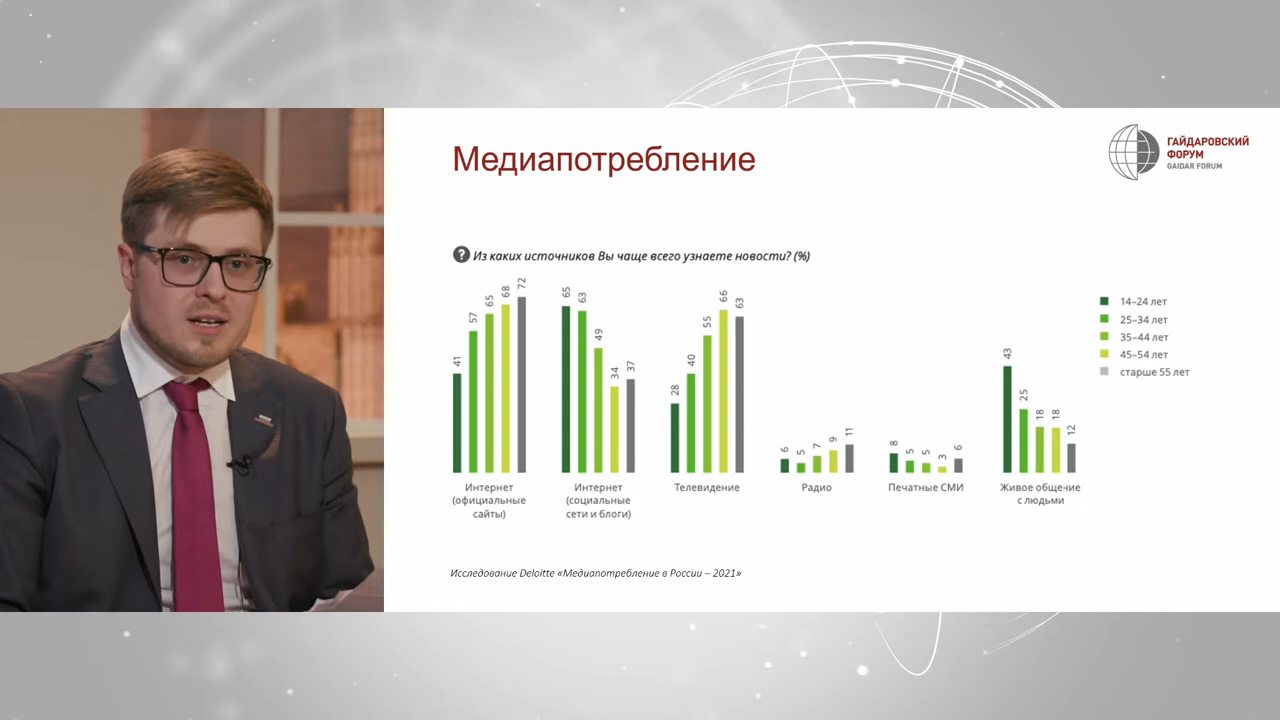 Медиапотребление
ГАЙДАРОВСКИЙ
ФОРУМ
GAIDAR FORUM
? Из каких источников Вы чаще всего узнаете новости? (%)
41 57 65 68 72
65 63 49 34 37
28 40 55 66 63
6 5 7 9 11
8 5 5 3 6
43 25 18 18 12
14–24 лет
25–34 лет
35–44 лет
45–54 лет
старше 55 лет
Интернет
(официальные
сайты)
Интернет
(социальные
сети и блоги)
Телевидение
Радио
Печатные СМИ
Живое общение
с людьми
Исследование Deloitte «Медиапотребление в России – 2021»